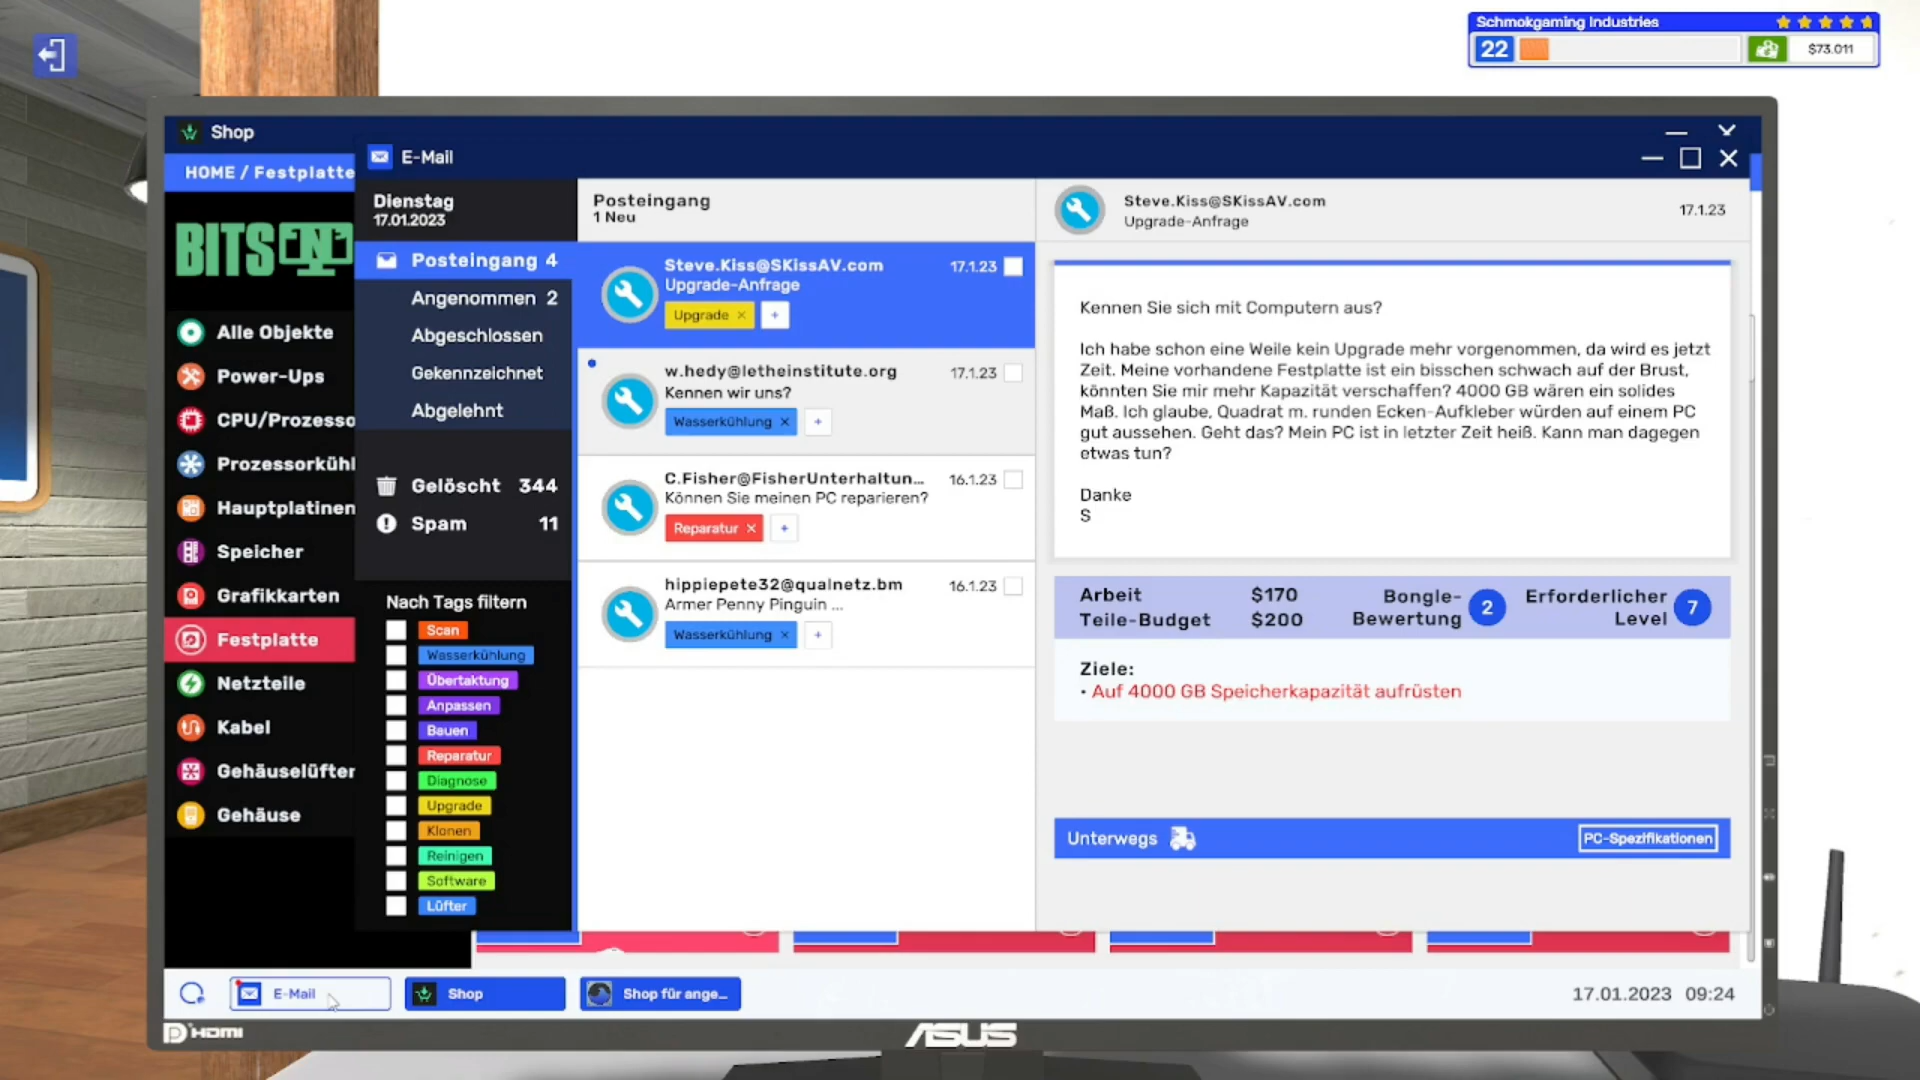 Schmokgaming Industries
22
$73.011
Shop
HOME / Festplatte
BITS
Alle Objekte
Power-Ups
CPU/Prozesso
Prozessorkühl
Hauptplatinen
Speicher
Grafikkarten
Festplatte
Netzteile
Kabel
Gehäuselüfter
Gehäuse
E-Mail
Dienstag
17.01.2023
Posteingang 4
Angenommen 2
Abgeschlossen
Gekennzeichnet
Abgelehnt
Gelöscht 344
Spam 11
Nach Tags filtern
Scan
Wasserkühlung
Übertaktung
Anpassen
Bauen
Reparatur
Diagnose
Upgrade
Klonen
Reinigen
Software
Lüfter
Posteingang
1 Neu
Steve.Kiss@SKissAV.com 17.1.23
Upgrade-Anfrage
Upgrade × +
w.hedy@letheinstitute.org 17.1.23
Kennen wir uns?
Wasserkühlung × +
C.Fisher@FisherUnterhaltun... 16.1.23
Können Sie meinen PC reparieren?
Reparatur × +
hippiepete32@qualnetz.bm 16.1.23
Armer Penny Pinguin ...
Wasserkühlung × +
Steve.Kiss@SKissAV.com
Upgrade-Anfrage
17.1.23
Kennen Sie sich mit Computern aus?
Ich habe schon eine Weile kein Upgrade mehr vorgenommen, da wird es jetzt
Zeit. Meine vorhandene Festplatte ist ein bisschen schwach auf der Brust,
könnten Sie mir mehr Kapazität verschaffen? 4000 GB wären ein solides
Maß. Ich glaube, Quadrat m. runden Ecken-Aufkleber würden auf einem PC
gut aussehen. Geht das? Mein PC ist in letzter Zeit heiß. Kann man dagegen
etwas tun?
Danke
S
Arbeit $170
Teile-Budget $200
Bongle-
Bewertung 2
Erforderlicher
Level 7
Ziele:
• Auf 4000 GB Speicherkapazität aufrüsten
Unterwegs
PC-Spezifikationen
E-Mail
Shop
Shop für ange...
17.01.2023 09:24
HDMI
ASUS